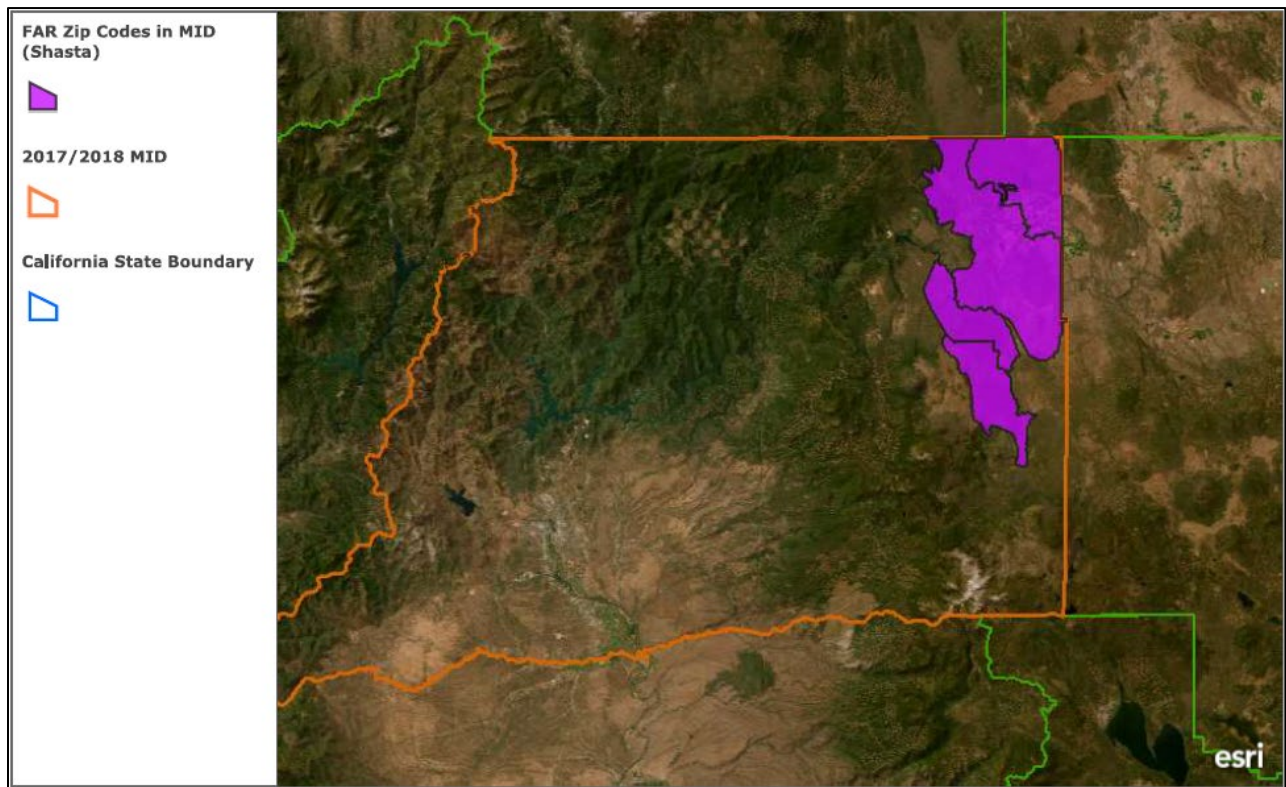 FAR Zip Codes in MID
(Shasta)
2017/2018 MID
California State Boundary
esri